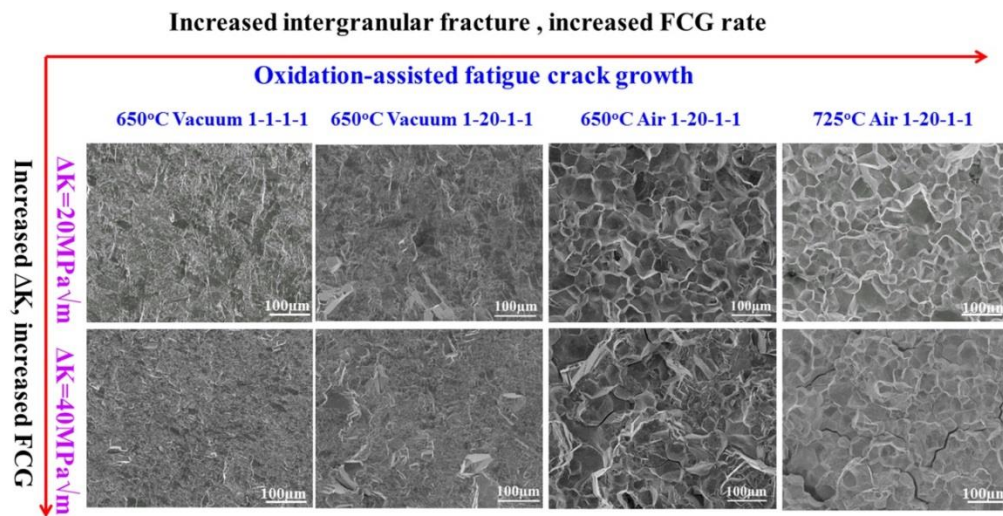 Increased intergranular fracture , increased FCG rate
Oxidation-assisted fatigue crack growth
650°C Vacuum 1-1-1-1
650°C Vacuum 1-20-1-1
650°C Air 1-20-1-1
725°C Air 1-20-1-1
Increased ΔK, increased FCG
ΔK=20MPa√m
100μm
100μm
100μm
100μm
ΔK=40MPa√m
100μm
100μm
100μm
100μm